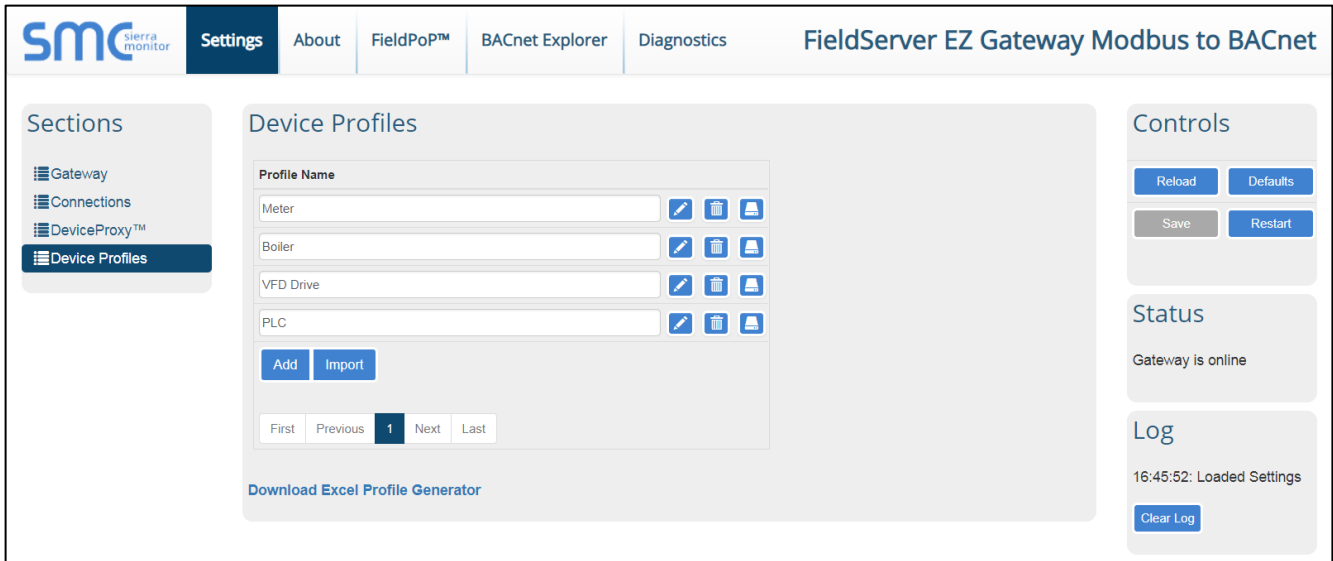 SMC sierra monitor
Settings
About
FieldPoP™
BACnet Explorer
Diagnostics
FieldServer EZ Gateway Modbus to BACnet
Sections
Gateway
Connections
DeviceProxy™
Device Profiles
Device Profiles
Profile Name
Meter
Boiler
VFD Drive
PLC
Add Import
First Previous 1 Next Last
Download Excel Profile Generator
Controls
Reload Defaults
Save Restart
Status
Gateway is online
Log
16:45:52: Loaded Settings
Clear Log